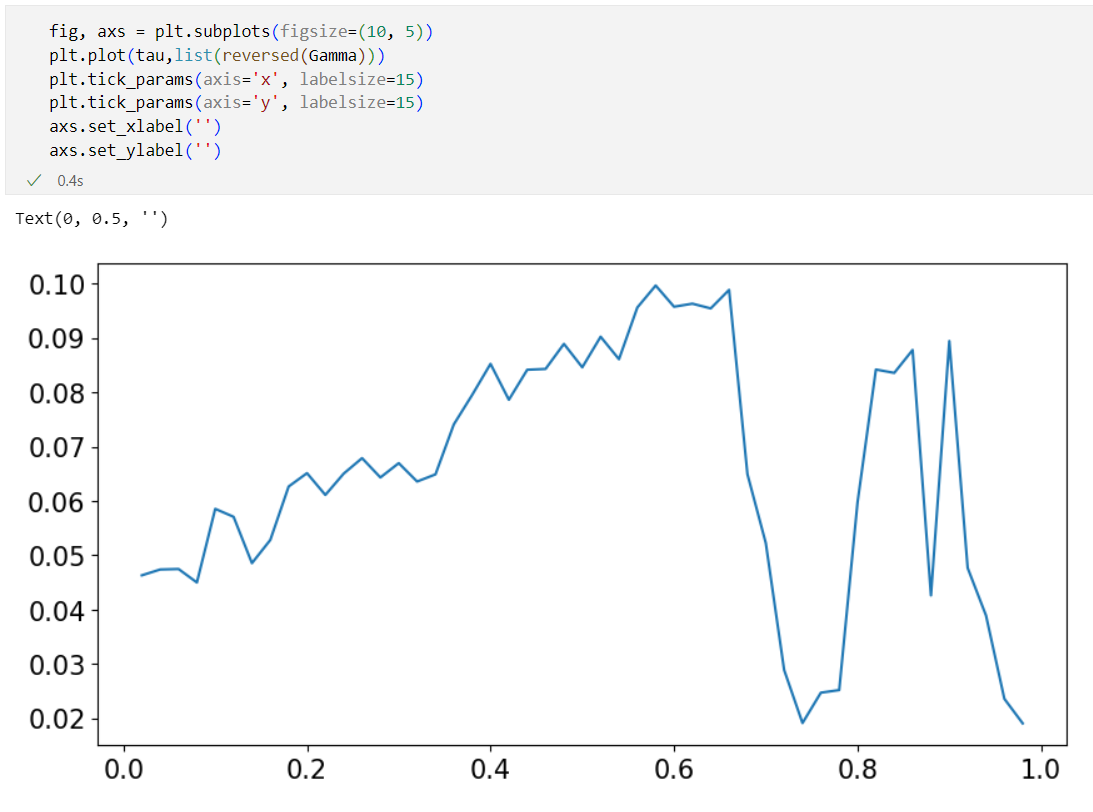 fig, axs = plt.subplots(figsize=(10, 5))
plt.plot(tau,list(reversed(Gamma)))
plt.tick_params(axis='x', labelsize=15)
plt.tick_params(axis='y', labelsize=15)
axs.set_xlabel('')
axs.set_ylabel('')
✓ 0.4s
Text(0, 0.5, '')
0.10
0.09
0.08
0.07
0.06
0.05
0.04
0.03
0.02
0.0 0.2 0.4 0.6 0.8 1.0